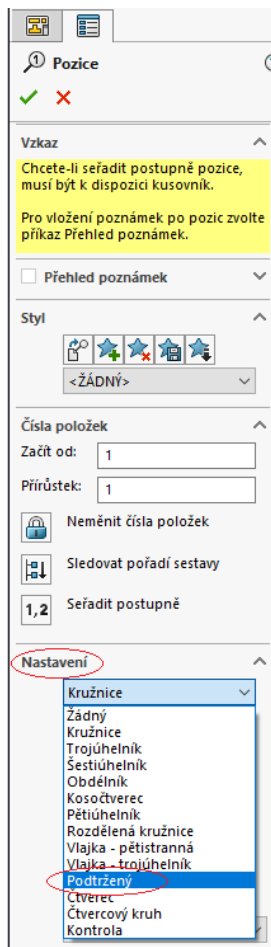 Pozice
Vzkaz
Chcete-li seřadit postupně pozice,
musí být k dispozici kusovník.
Pro vložení poznámek po pozic zvolte
příkaz Přehled poznámek.
Přehled poznámek
Styl
<ŽÁDNÝ>
Čísla položek
Začít od: 1
Přírůstek: 1
Neměnit čísla položek
Sledovat pořadí sestavy
1,2 Seřadit postupně
Nastavení
Kružnice
Žádný
Kružnice
Trojúhelník
Šestiúhelník
Obdélník
Kosočtverec
Pětiúhelník
Rozdělená kružnice
Vlajka - pětistranná
Vlajka - trojúhelník
Podtržený
Čtverec
Čtvercový kruh
Kontrola